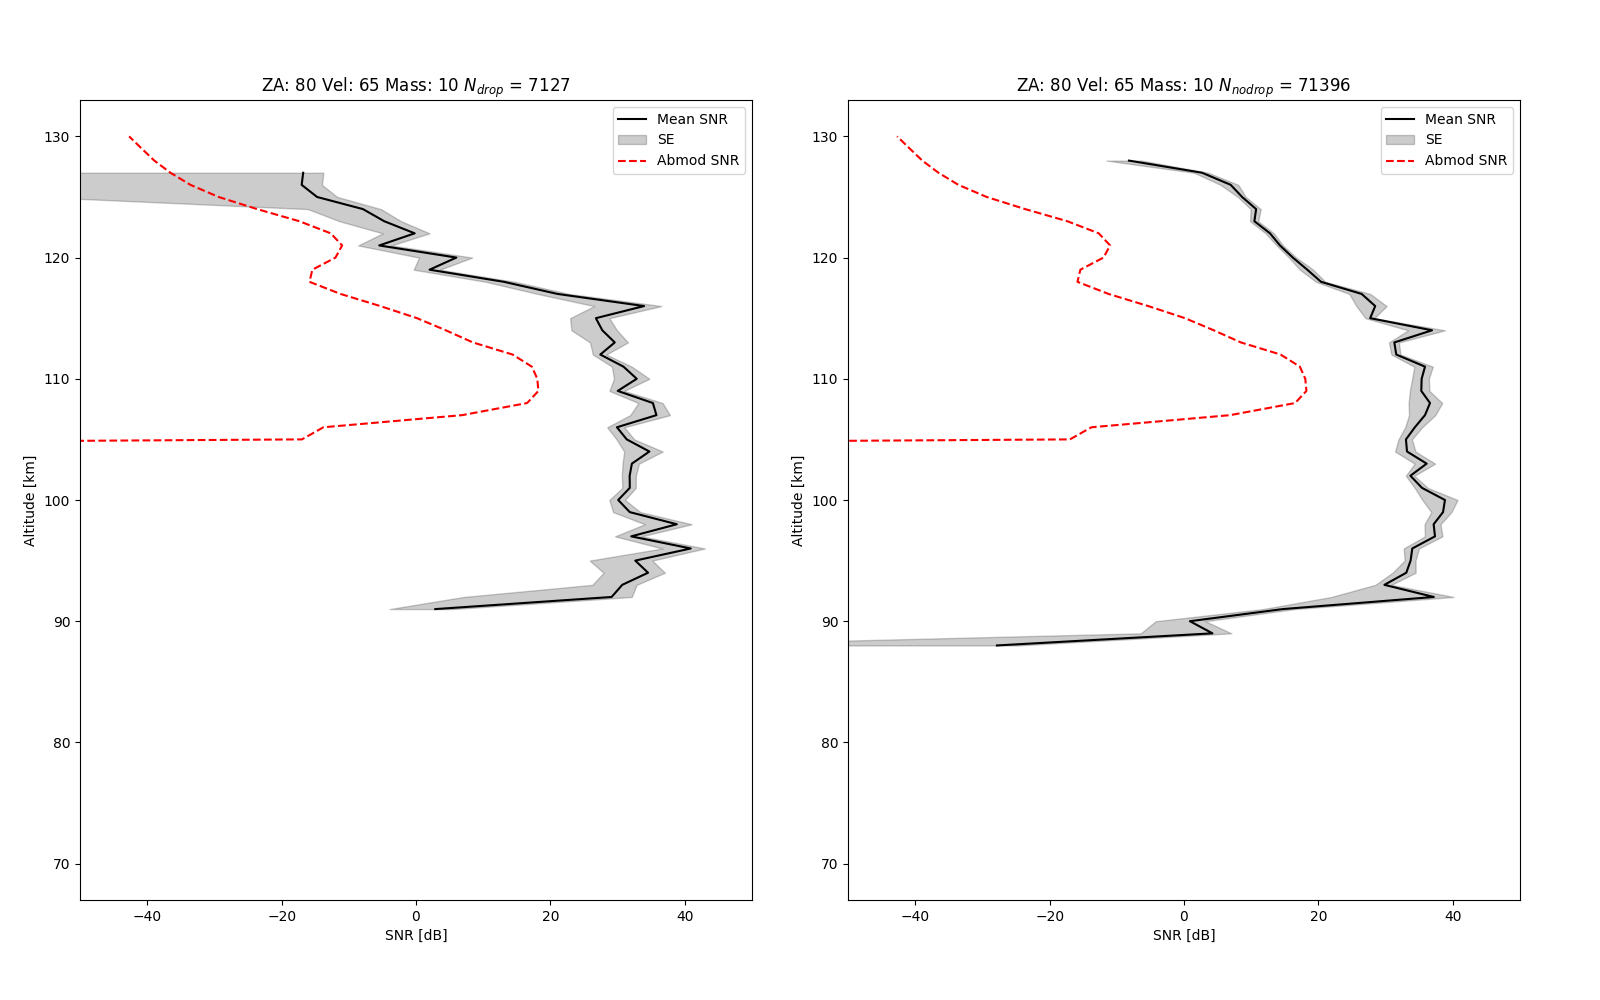 ZA: 80 Vel: 65 Mass: 10 N_drop = 7127
Mean SNR
SE
Abmod SNR
130
120
110
100
90
80
70
Altitude [km]
−40
−20
0
20
40
SNR [dB]
ZA: 80 Vel: 65 Mass: 10 N_nodrop = 71396
Mean SNR
SE
Abmod SNR
130
120
110
100
90
80
70
Altitude [km]
−40
−20
0
20
40
SNR [dB]